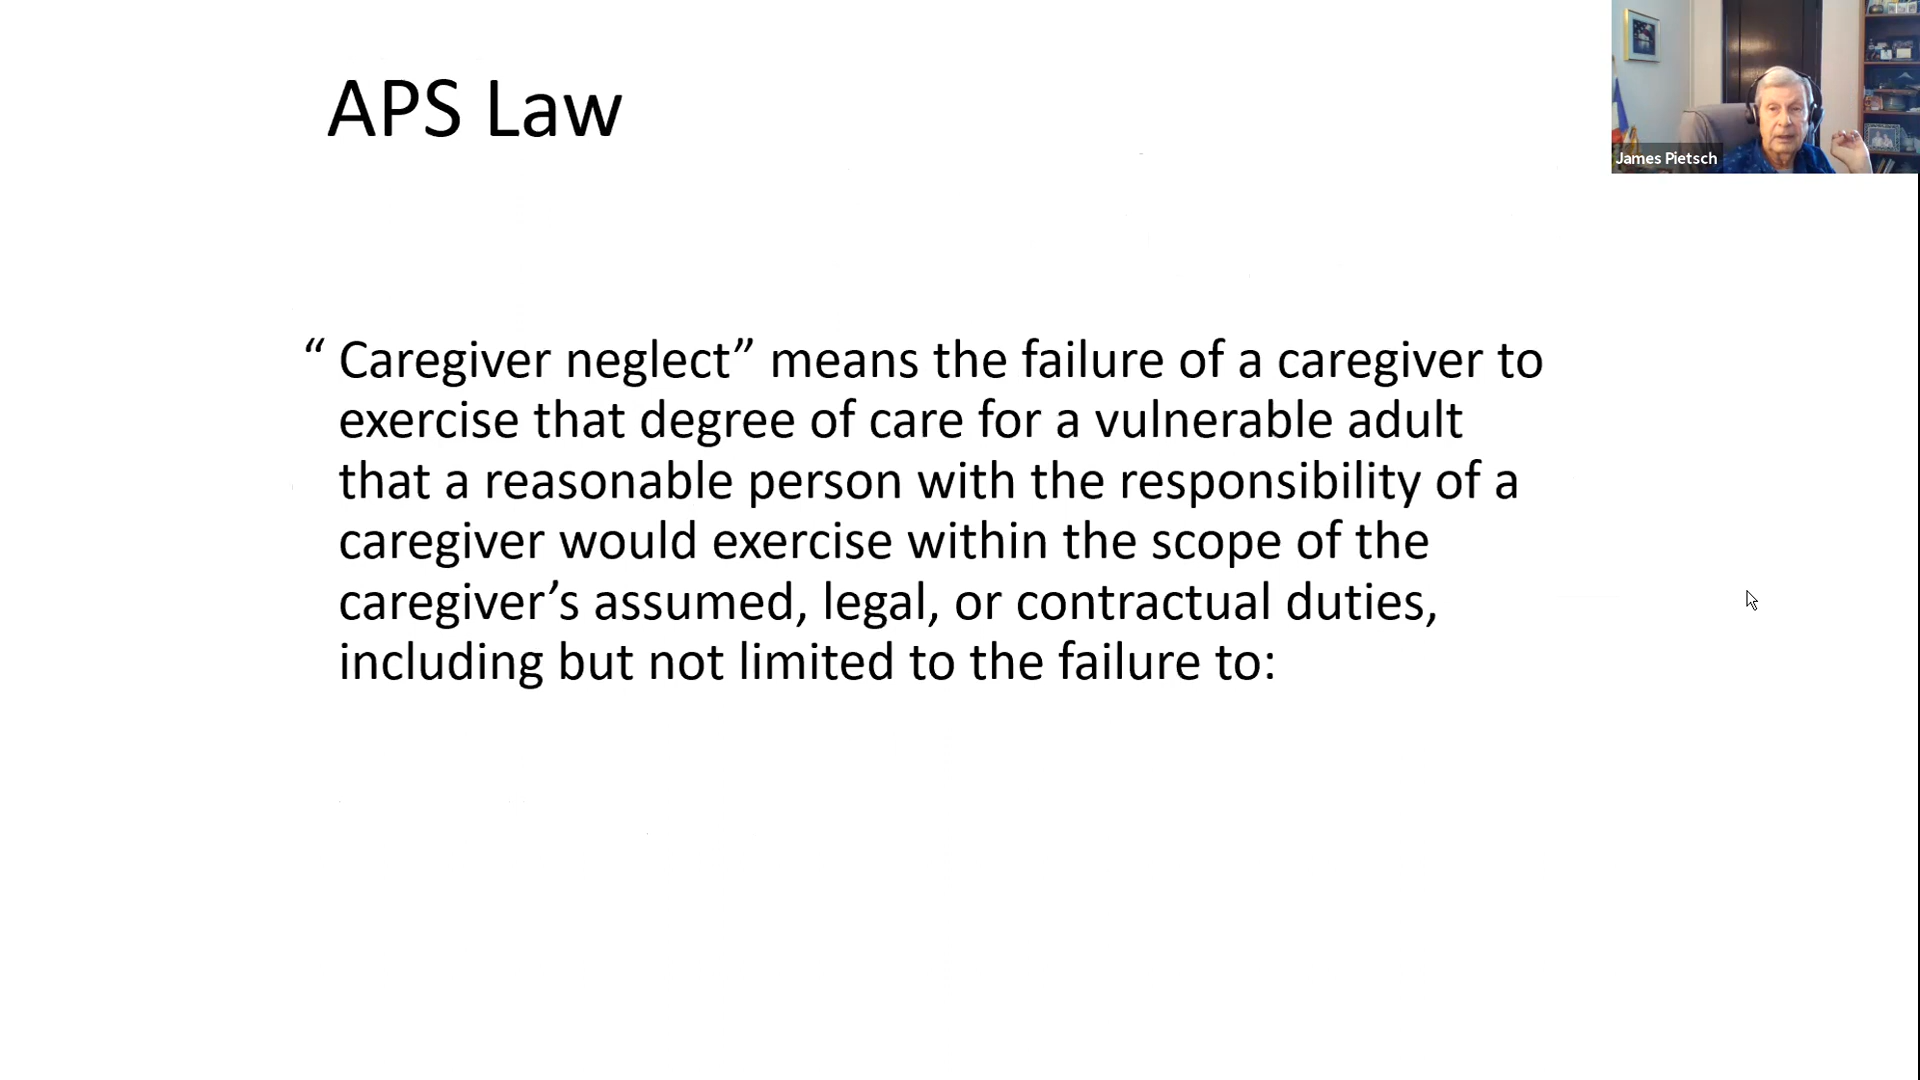 APS Law
James Pietsch
“ Caregiver neglect” means the failure of a caregiver to
exercise that degree of care for a vulnerable adult
that a reasonable person with the responsibility of a
caregiver would exercise within the scope of the
caregiver’s assumed, legal, or contractual duties,
including but not limited to the failure to: